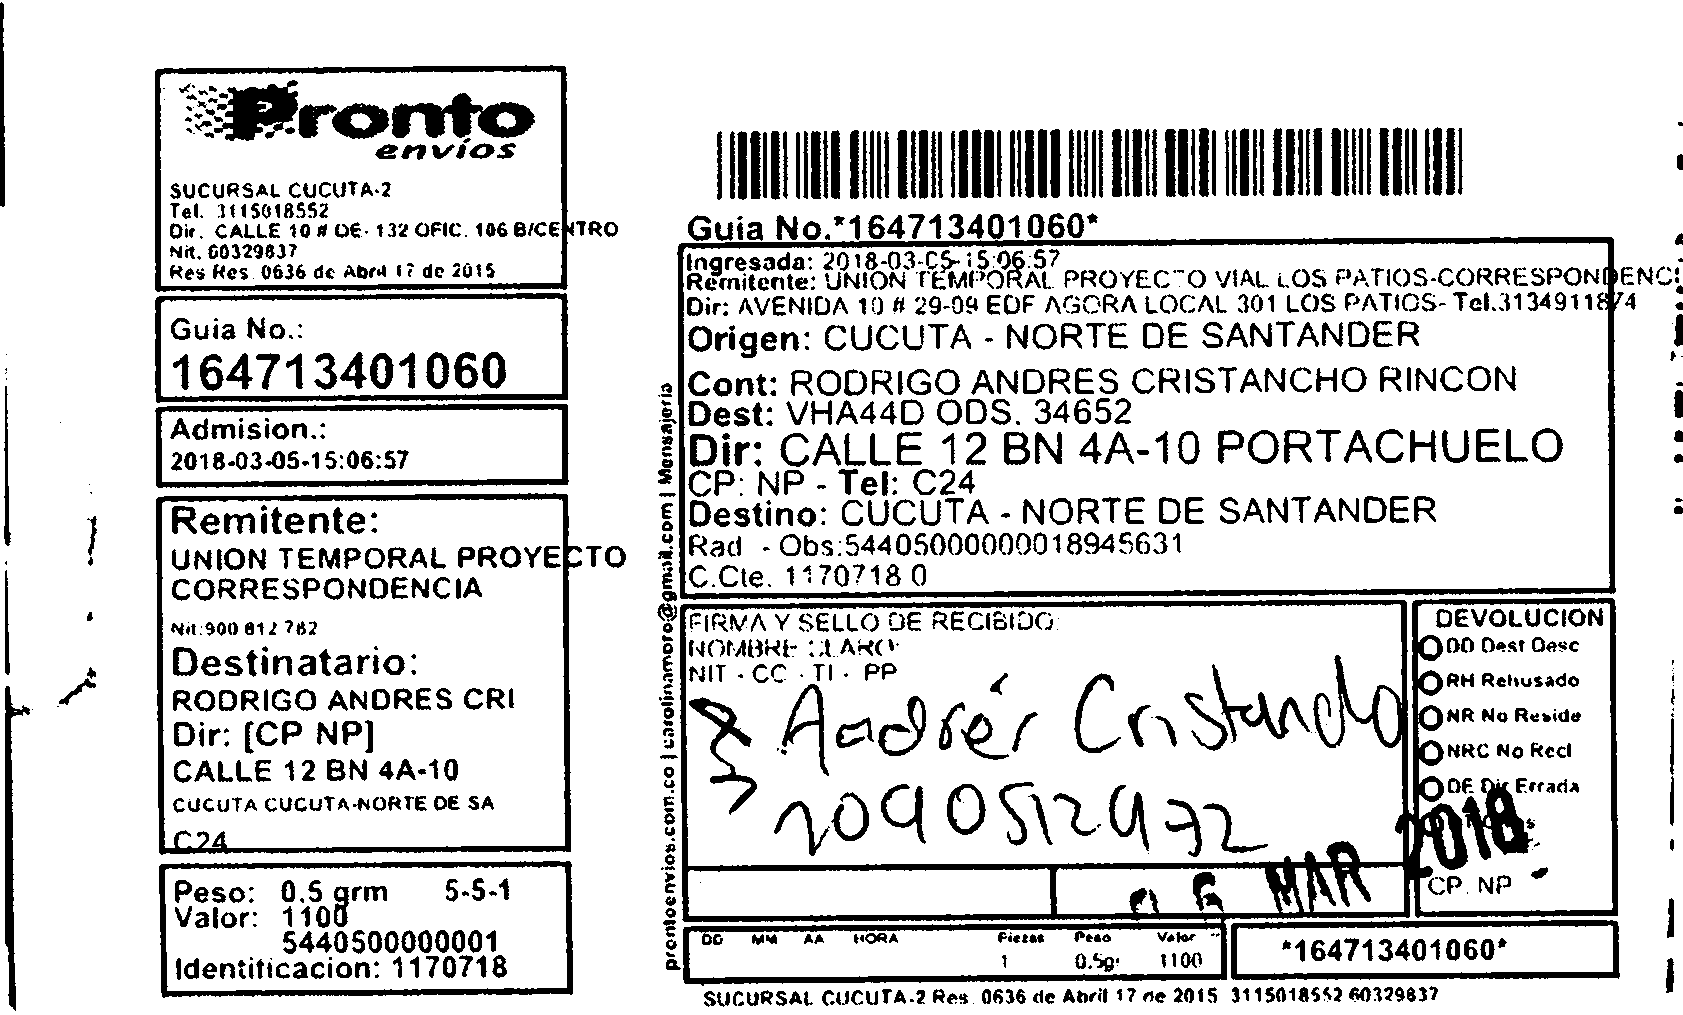 Pronto
envíos
SUCURSAL CUCUTA-2
Tel. 3115018552
Dir. CALLE 10 # OE- 132 OFIC. 106 B/CENTRO
Nit. 60329837
Res Res 0636 de Abril 17 de 2015
Guia No.:
164713401060
Admision.:
2018-03-05-15:06:57
Remitente:
UNION TEMPORAL PROYECTO
CORRESPONDENCIA
Nit:900 812 782
Destinatario:
RODRIGO ANDRES CRI
Dir: [CP NP]
CALLE 12 BN 4A-10
CUCUTA CUCUTA-NORTE DE SA
C24
Peso: 0.5 grm 5-5-1
Valor: 1100
5440500000001
Identificacion: 1170718
prontoenvios.com.co | carolinamoro@gmail.com | Mensajeria
Guia No.*164713401060*
Ingresada: 2018-03-05-15:06:57
Remitente: UNION TEMPORAL PROYECTO VIAL LOS PATIOS-CORRESPONDENCI
Dir: AVENIDA 10 # 29-09 EDF AGORA LOCAL 301 LOS PATIOS- Tel.3134911874
Origen: CUCUTA - NORTE DE SANTANDER
Cont: RODRIGO ANDRES CRISTANCHO RINCON
Dest: VHA44D ODS. 34652
Dir: CALLE 12 BN 4A-10 PORTACHUELO
CP: NP - Tel: C24
Destino: CUCUTA - NORTE DE SANTANDER
Rad - Obs:54405000000018945631
C.Cte. 1170718 0
FIRMA Y SELLO DE RECIBIDO:
NOMBRE CLARO:
NIT - CC - TI - PP
Andrés Cristancho
1090512972
MAR 2018
DEVOLUCION
DD Dest Desc
RH Rehusado
NR No Reside
NRC No Recl
DE Dir Errada
CP. NP
DD MM AA HORA Piezas Peso Valor
1 0.5gr 1100
*164713401060*
SUCURSAL CUCUTA-2 Res. 0636 de Abril 17 de 2015 3115018552 60329837